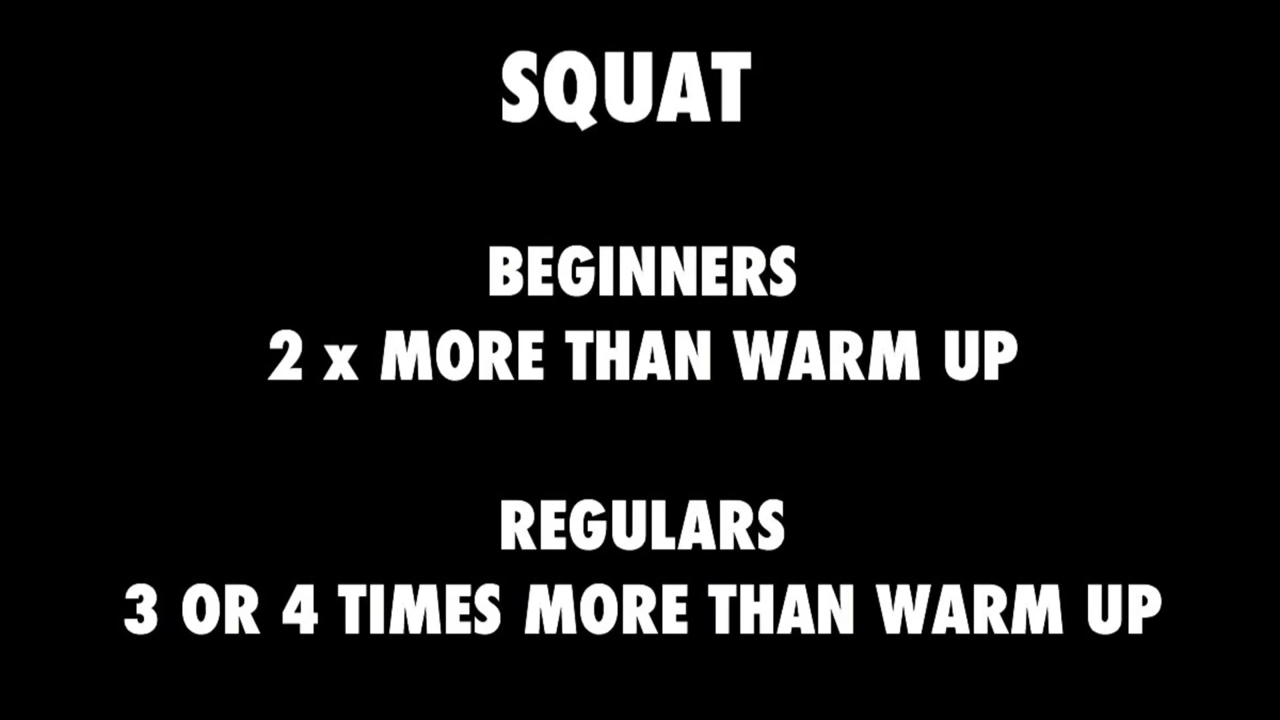 SQUAT
BEGINNERS
2 x MORE THAN WARM UP
REGULARS
3 OR 4 TIMES MORE THAN WARM UP